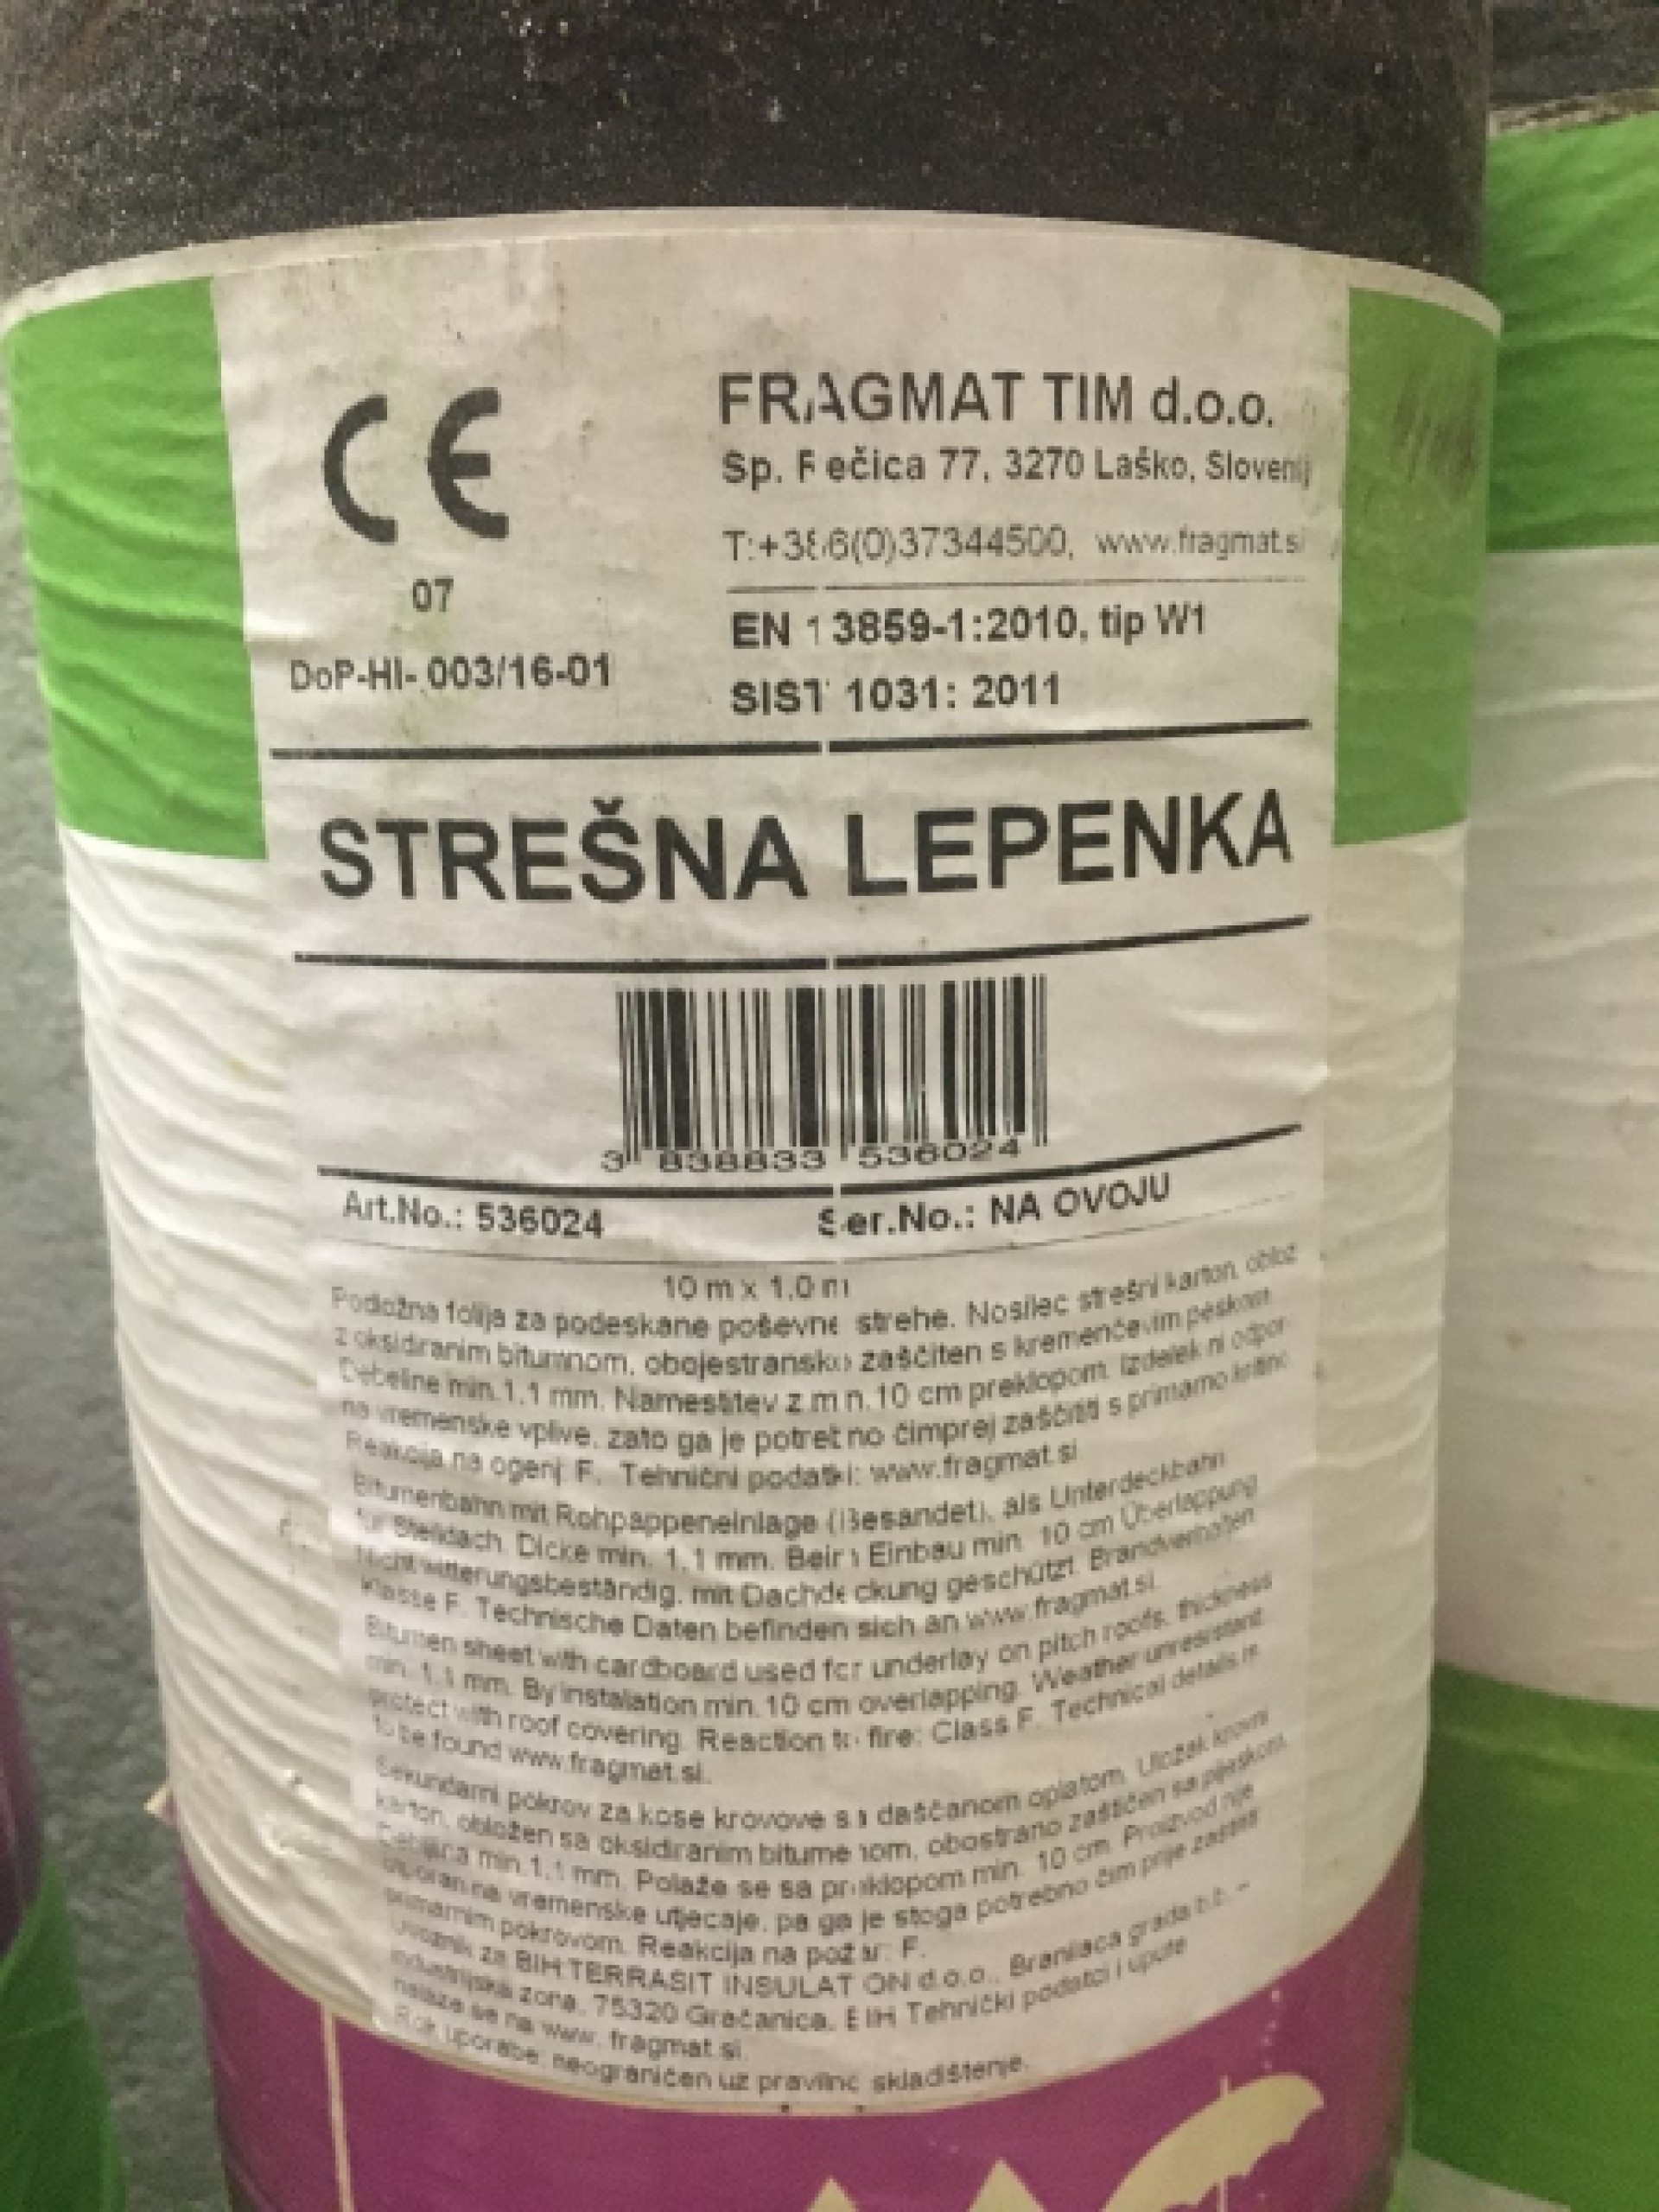 CE
07
DoP-HI- 003/16-01
FRAGMAT TIM d.o.o.
Sp. Rečica 77, 3270 Laško, Slovenij
T:+386(0)37344500, www.fragmat.si
EN 13859-1:2010, tip W1
SIST 1031: 2011
STREŠNA LEPENKA
3 838833 536024
Art.No.: 536024 Ser.No.: NA OVOJU
10 m x 1.0 m
Podložna folija za podeskane poševne strehe. Nosilec strešni karton, oblož
z oksidiranim bitumnom, obojestransko zaščiten s kremenčevim peskom.
Debeline min.1,1 mm. Namestitev z min.10 cm preklopom. Izdelek ni odpor-
na vremenske vplive, zato ga je potrebno čimprej zaščititi s primarno kritino.
Reakcija na ogenj F. Tehnični podatki: www.fragmat.si
Bitumenbahn mit Rohpappeneinlage (Besandet), als Unterdeckbahn
für Steildach. Dicke min. 1,1 mm. Beim Einbau min. 10 cm Überlappung
Nicht witterungsbeständig, mit Dachdeckung geschützt. Brandverhalten
Klasse F. Technische Daten befinden sich an www.fragmat.si.
Bitumen sheet with cardboard used for underlay on pitch roofs, thickness
min. 1,1 mm. By instalation min. 10 cm overlapping. Weather unresistant,
protect with roof covering. Reaction to fire: Class F. Technical details
to be found www.fragmat.si.
Sekundarni pokrov za kose krovove sa daščanom oplatom. Uložak krovni
karton, obložen sa oksidiranim bitumenom, obostrano zaštićen sa pijeskom.
Debljina min.1,1 mm. Polaže se sa preklopom min. 10 cm. Proizvod nije
otporan na vremenske utjecaje, pa ga je stoga potrebno čim prije zaštititi
primarnim pokrovom. Reakcija na požar: F.
Uvoznik za BIH:TERRASIT INSULATION d.o.o., Branilaca grada b.b. –
industrijska zona, 75320 Gračanica, BIH Tehnički podatci i upute
nalaze se na www. fragmat.si.
Rok uporabe: neograničen uz pravilno skladištenje.